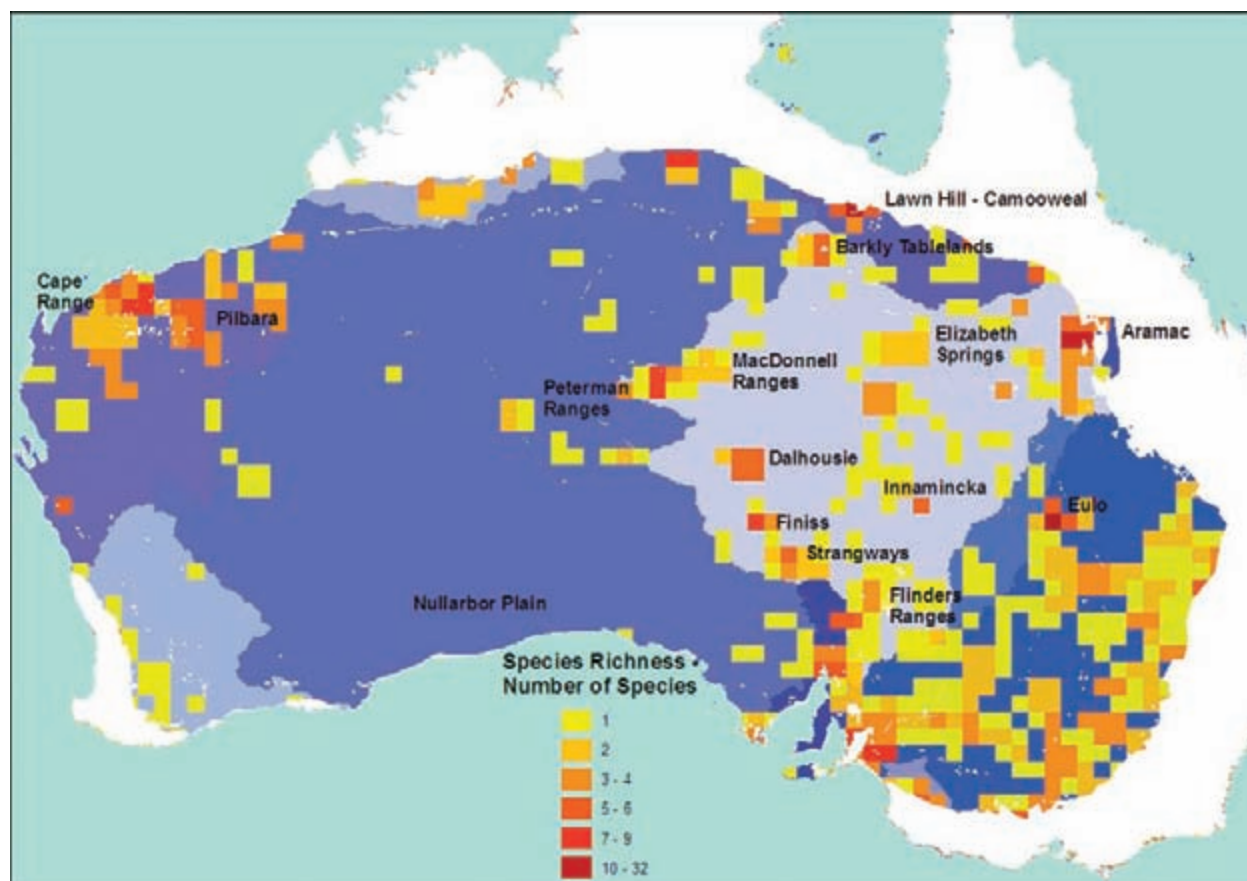 Lawn Hill - Camooweal
Barkly Tablelands
Cape
Range
Pilbara
Elizabeth
Springs
Aramac
MacDonnell
Ranges
Peterman
Ranges
Dalhousie
Innamincka
Eulo
Finiss
Strangways
Flinders
Ranges
Nullarbor Plain
Species Richness -
Number of Species
1
2
3 - 4
5 - 6
7 - 9
10 - 32